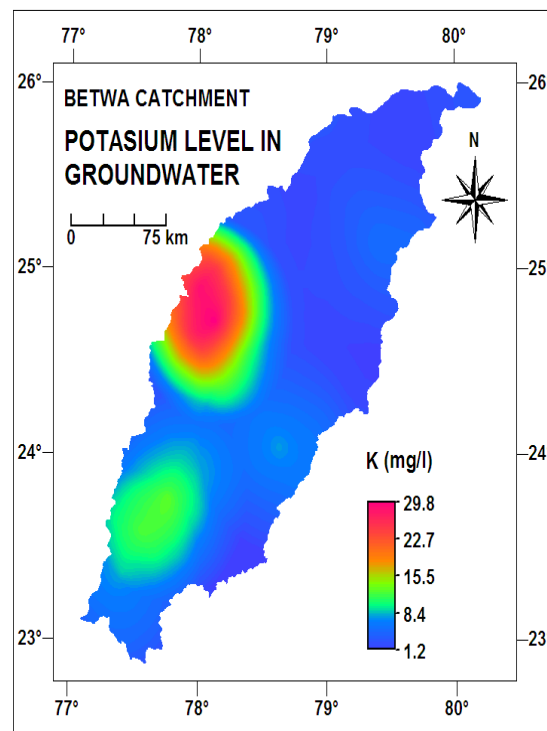 77° 78° 79° 80°
26° 26°
BETWA CATCHMENT
POTASIUM LEVEL IN
GROUNDWATER
N
0 75 km
25° 25°
24° 24°
K (mg/l)
29.8
22.7
15.5
8.4
1.2
23° 23°
77° 78° 79° 80°